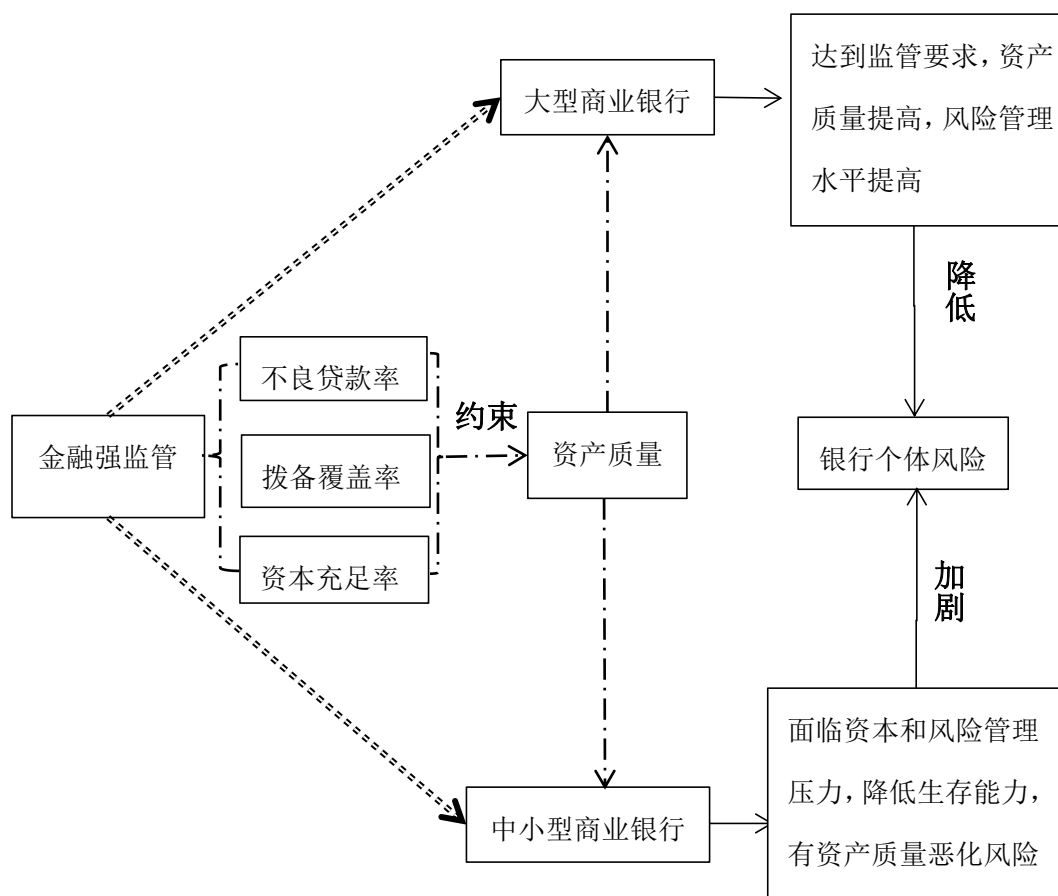 大型商业银行
达到监管要求，资产
质量提高，风险管理
水平提高
降
低
不良贷款率
约束
金融强监管
拨备覆盖率
资产质量
银行个体风险
资本充足率
加
剧
中小型商业银行
面临资本和风险管理
压力，降低生存能力，
有资产质量恶化风险